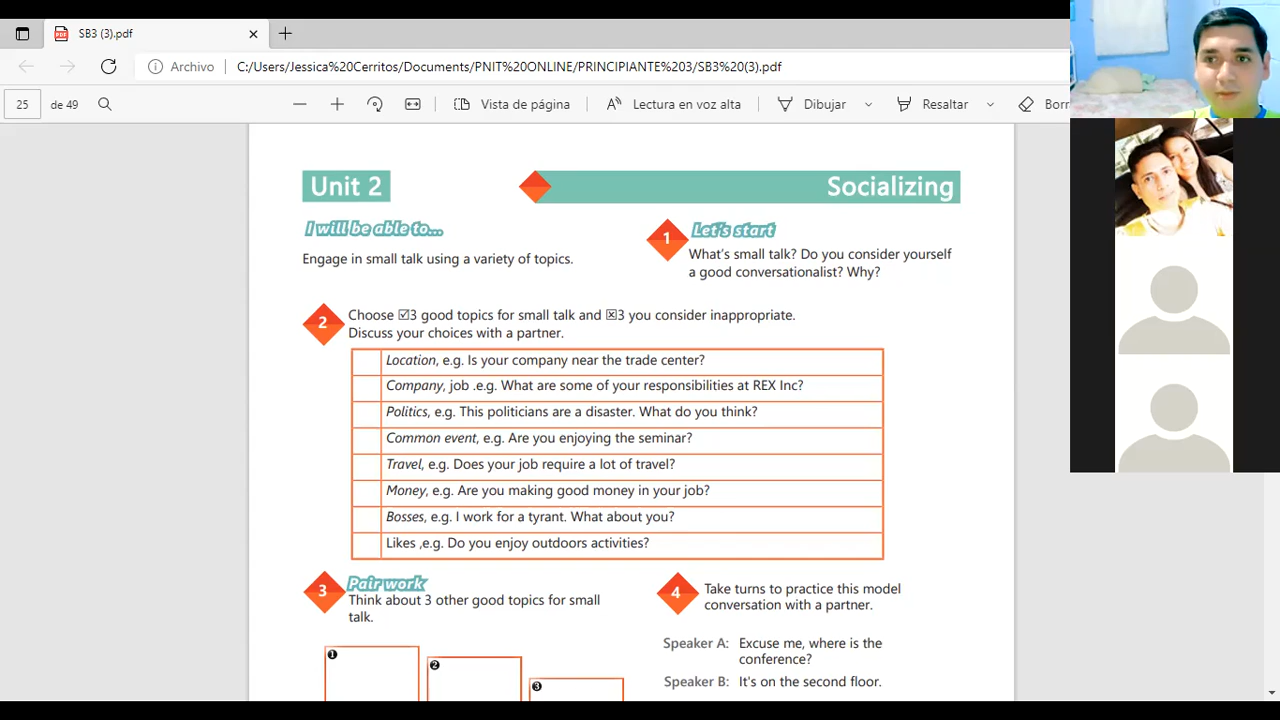 SB3 (3).pdf
Archivo
C:/Users/Jessica%20Cerritos/Documents/PNIT%20ONLINE/PRINCIPIANTE%203/SB3%20(3).pdf
25 de 49
Vista de página
Lectura en voz alta
Dibujar
Resaltar
Borr
Unit 2
Socializing
I will be able to...
Engage in small talk using a variety of topics.
1 Let's start
What's small talk? Do you consider yourself
a good conversationalist? Why?
2 Choose ☑3 good topics for small talk and ☒3 you consider inappropriate.
Discuss your choices with a partner.
Location, e.g. Is your company near the trade center?
Company, job .e.g. What are some of your responsibilities at REX Inc?
Politics, e.g. This politicians are a disaster. What do you think?
Common event, e.g. Are you enjoying the seminar?
Travel, e.g. Does your job require a lot of travel?
Money, e.g. Are you making good money in your job?
Bosses, e.g. I work for a tyrant. What about you?
Likes ,e.g. Do you enjoy outdoors activities?
3 Pair work
Think about 3 other good topics for small
talk.
❶
❷
❸
4 Take turns to practice this model
conversation with a partner.
Speaker A: Excuse me, where is the
conference?
Speaker B: It's on the second floor.